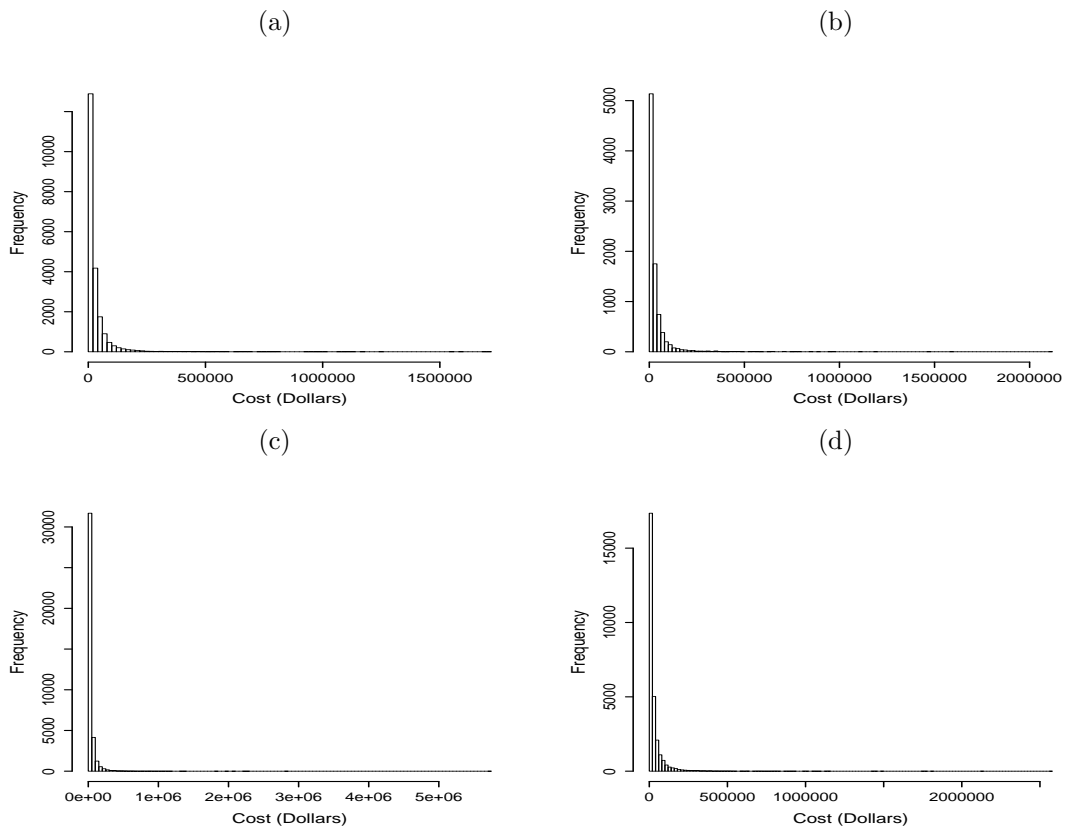 (a)
Frequency
0 2000 4000 6000 8000 10000
0 500000 1000000 1500000
Cost (Dollars)
(b)
Frequency
0 1000 2000 3000 4000 5000
0 500000 1000000 1500000 2000000
Cost (Dollars)
(c)
Frequency
0 5000 10000 20000 30000
0e+00 1e+06 2e+06 3e+06 4e+06 5e+06
Cost (Dollars)
(d)
Frequency
0 5000 10000 15000
0 500000 1000000 2000000
Cost (Dollars)